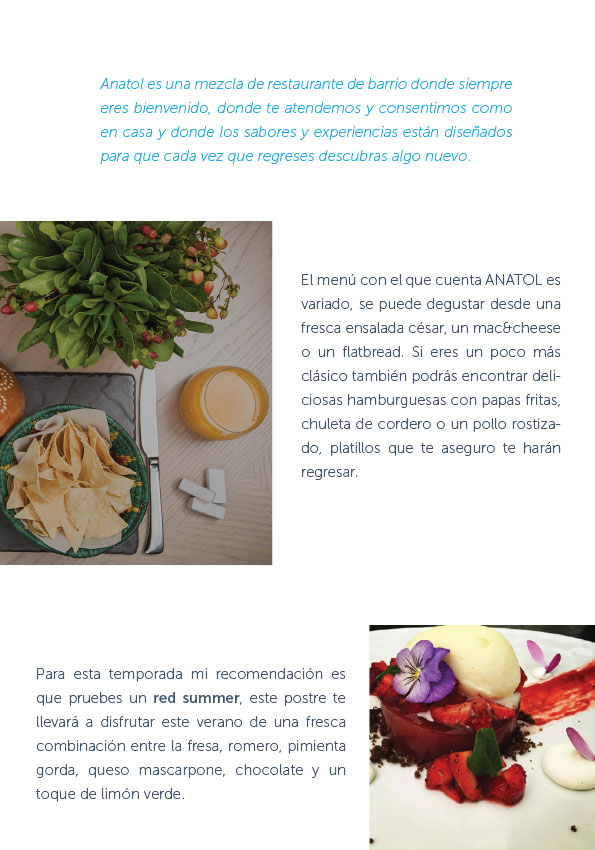 Anatol es una mezcla de restaurante de barrio donde siempre
eres bienvenido, donde te atendemos y consentimos como
en casa y donde los sabores y experiencias están diseñados
para que cada vez que regreses descubras algo nuevo.
El menú con el que cuenta ANATOL es
variado, se puede degustar desde una
fresca ensalada césar, un mac&cheese
o un flatbread. Si eres un poco más
clásico también podrás encontrar deli-
ciosas hamburguesas con papas fritas,
chuleta de cordero o un pollo rostiza-
do, platillos que te aseguro te harán
regresar.
Para esta temporada mi recomendación es
que pruebes un red summer, este postre te
llevará a disfrutar este verano de una fresca
combinación entre la fresa, romero, pimienta
gorda, queso mascarpone, chocolate y un
toque de limón verde.